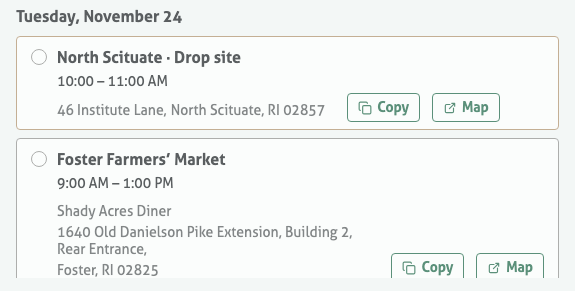 Tuesday, November 24
North Scituate · Drop site
10:00 – 11:00 AM
46 Institute Lane, North Scituate, RI 02857
Copy
Map
Foster Farmers’ Market
9:00 AM – 1:00 PM
Shady Acres Diner
1640 Old Danielson Pike Extension, Building 2,
Rear Entrance,
Foster, RI 02825
Copy
Map